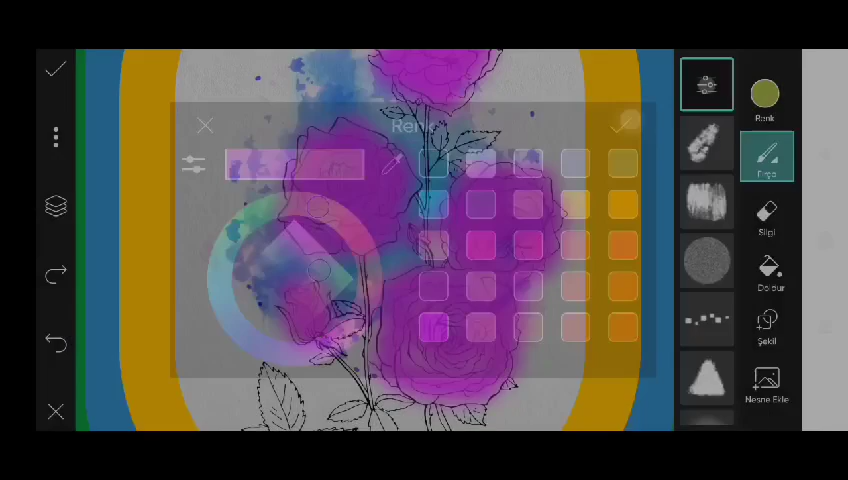 Renk
Renk
Fırça
Silgi
Doldur
Şekil
Nesne Ekle